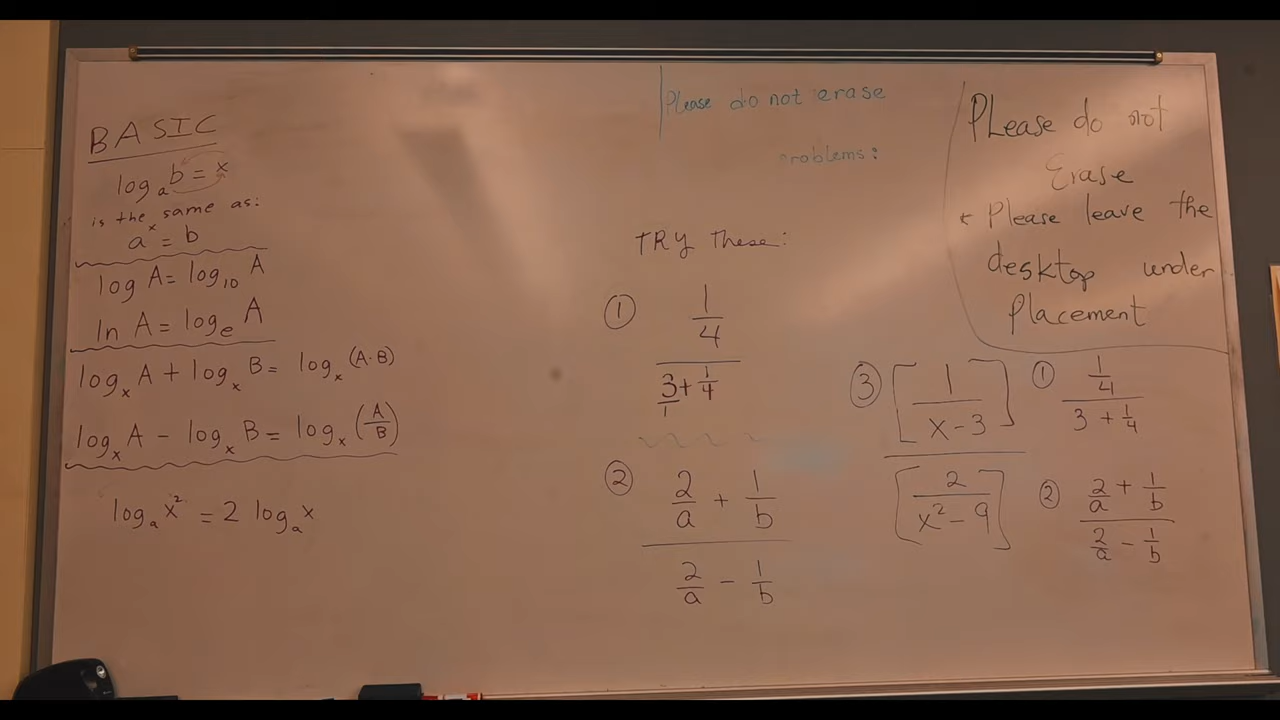 BASIC
logₐ b = x
is the same as:
aˣ = b
log A = log₁₀ A
ln A = logₑ A
logₓ A + logₓ B = logₓ (A·B)
logₓ A − logₓ B = logₓ (A/B)
logₐ x² = 2 logₐ x
Please do not erase
problems:
TRY These:
① (1/4) / (3/1 + 1/4)
② (2/a + 1/b) / (2/a − 1/b)
③ [1/(x−3)] / [2/(x²−9)]
PLease do not
Erase
* Please leave the
desktop under
Placement
① (1/4) / (3 + 1/4)
② (2/a + 1/b) / (2/a − 1/b)